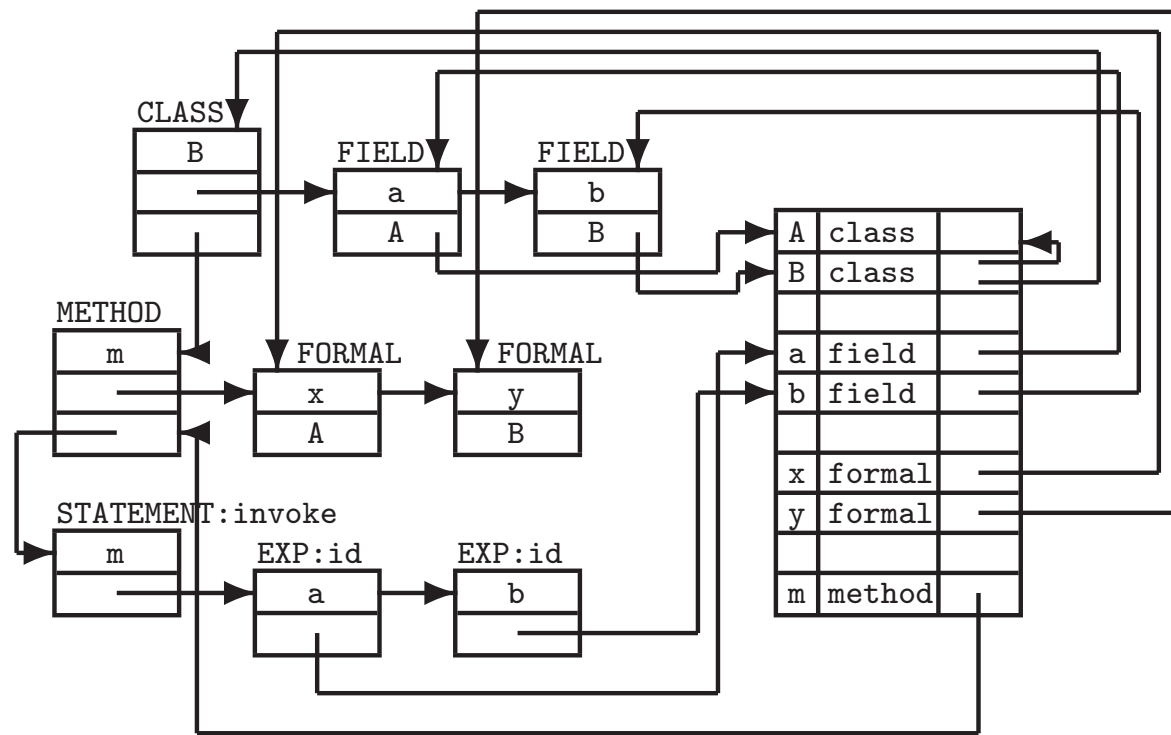 CLASS
B
FIELD
a
A
FIELD
b
B
METHOD
m
FORMAL
x
A
FORMAL
y
B
STATEMENT:invoke
m
EXP:id
a
EXP:id
b
A class
B class
a field
b field
x formal
y formal
m method